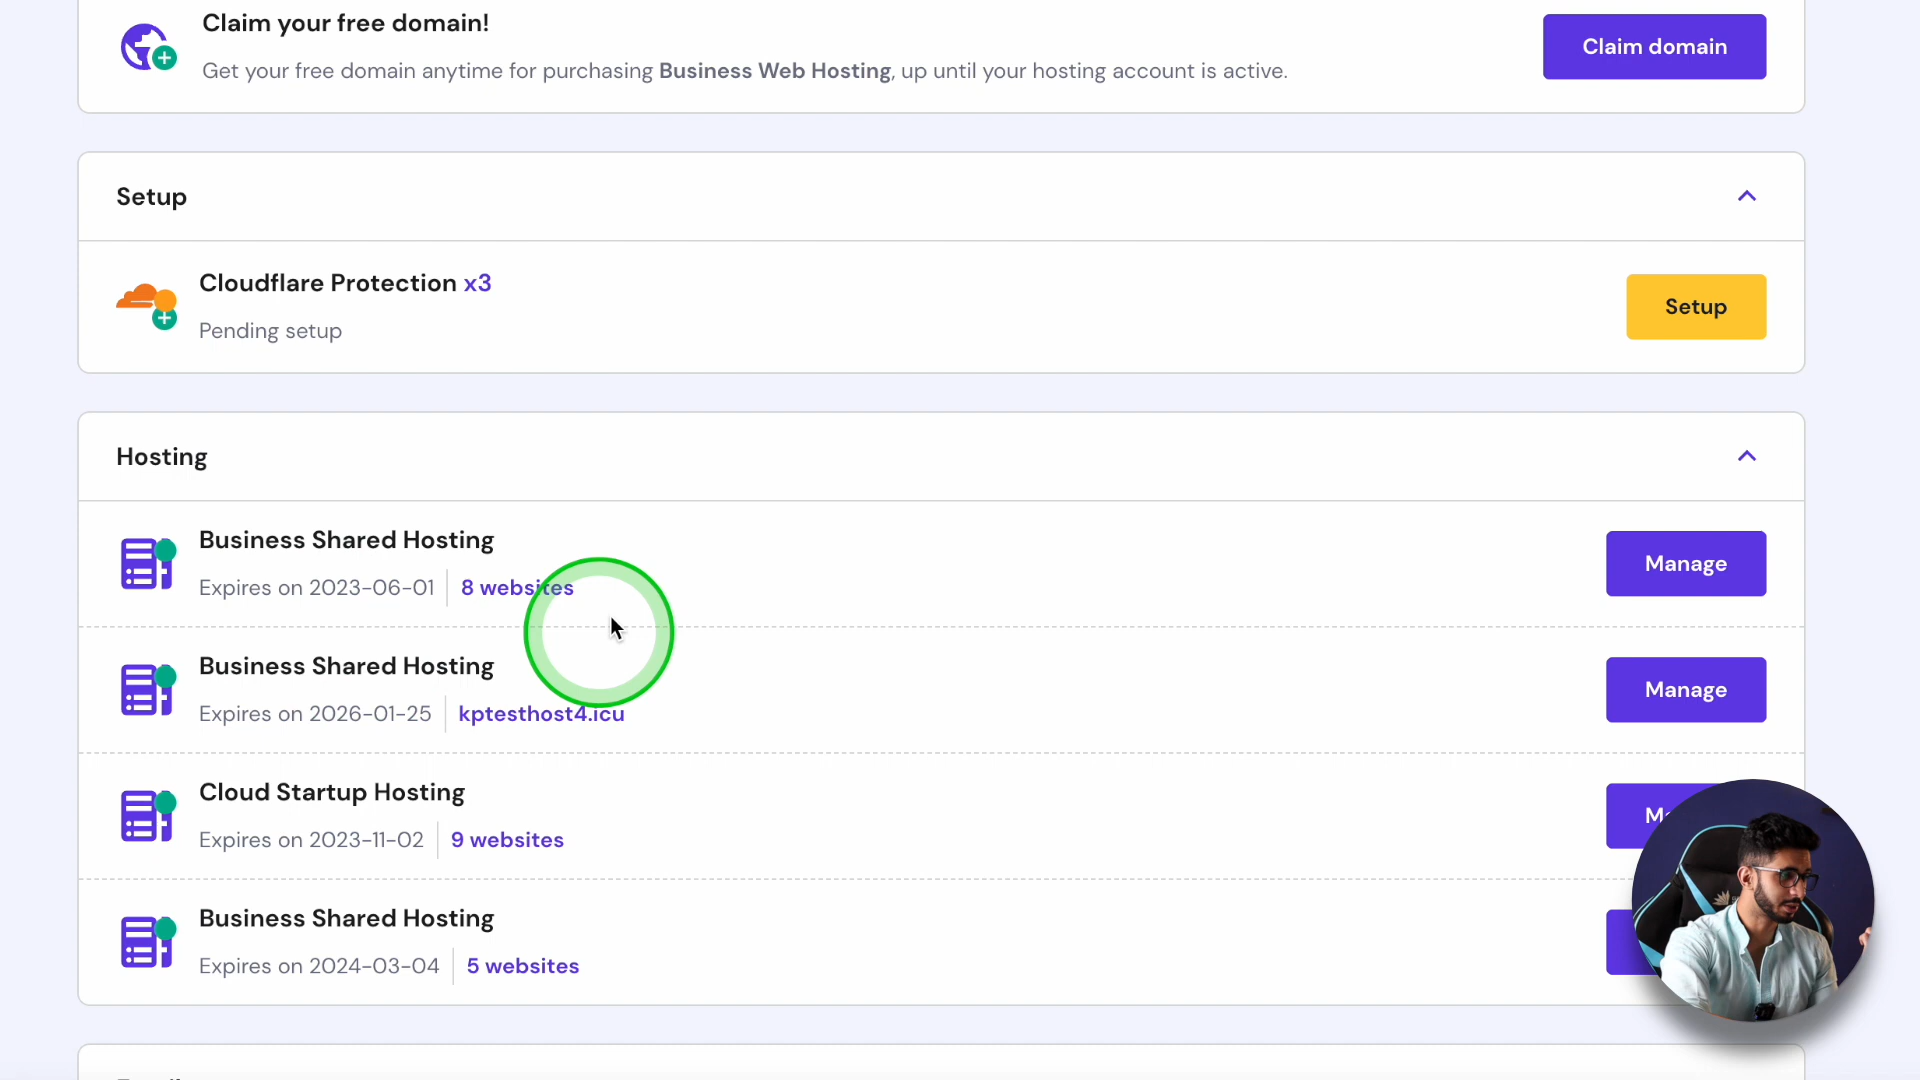 Claim your free domain!
Get your free domain anytime for purchasing Business Web Hosting, up until your hosting account is active.
Claim domain
Setup
Cloudflare Protection x3
Pending setup
Setup
Hosting
Business Shared Hosting
Expires on 2023-06-01
8 websites
Manage
Business Shared Hosting
Expires on 2026-01-25
kptesthost4.icu
Manage
Cloud Startup Hosting
Expires on 2023-11-02
9 websites
Business Shared Hosting
Expires on 2024-03-04
5 websites